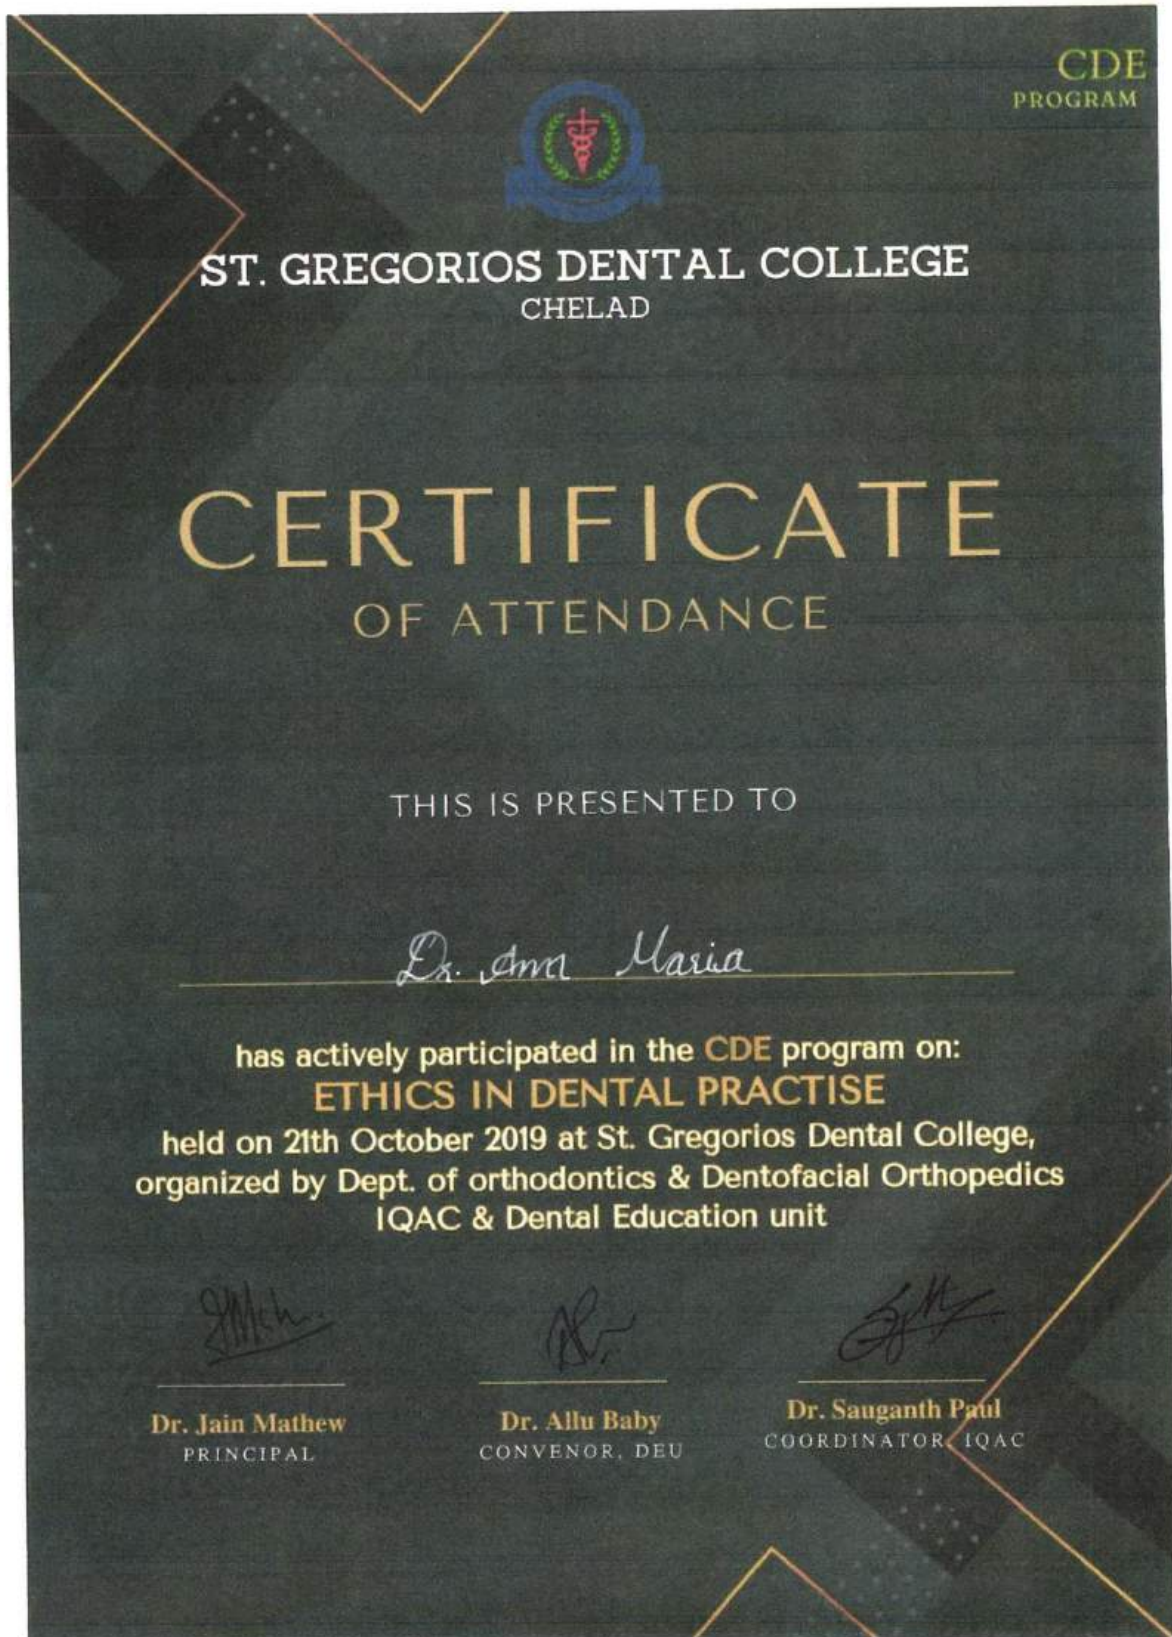 CDE
PROGRAM
ST. GREGORIOS DENTAL COLLEGE
CHELAD
CERTIFICATE
OF ATTENDANCE
THIS IS PRESENTED TO
Dr. Ann Maria
has actively participated in the CDE program on:
ETHICS IN DENTAL PRACTISE
held on 21th October 2019 at St. Gregorios Dental College,
organized by Dept. of orthodontics & Dentofacial Orthopedics
IQAC & Dental Education unit
Dr. Jain Mathew
PRINCIPAL
Dr. Allu Baby
CONVENOR, DEU
Dr. Sauganth Paul
COORDINATOR, IQAC